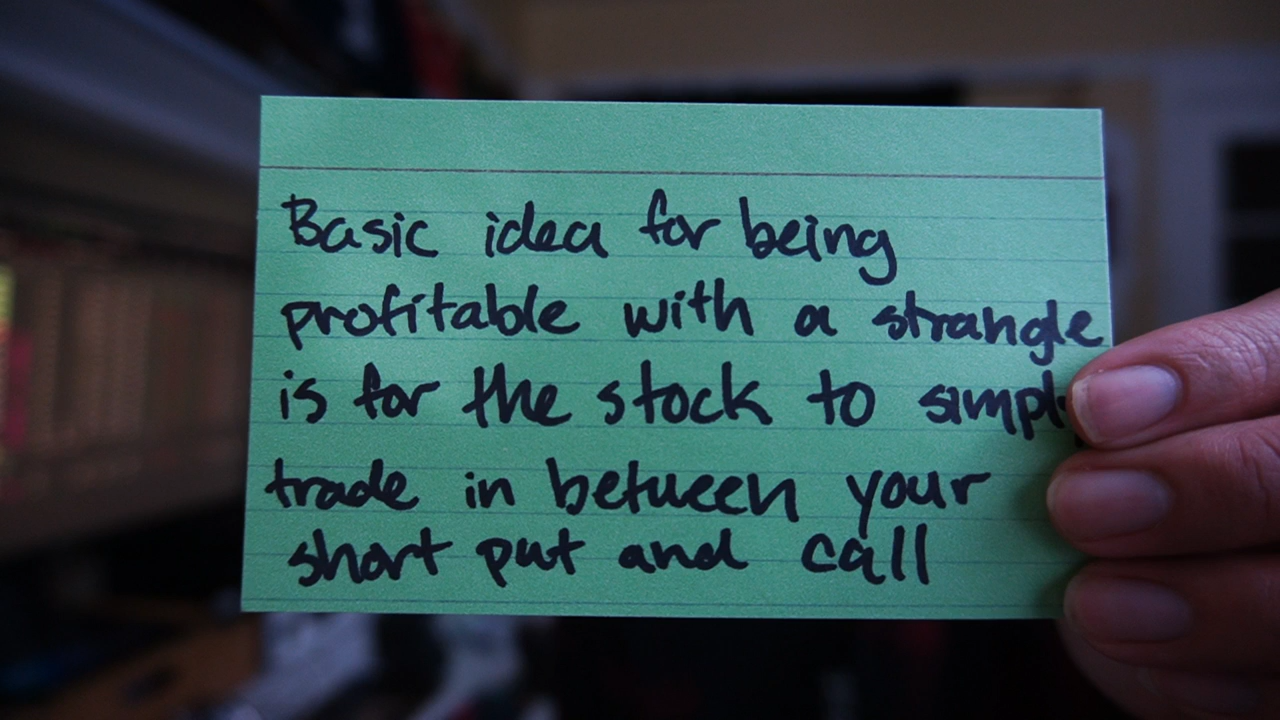 Basic idea for being
profitable with a strangle
is for the stock to simpl
trade in between your
short put and call